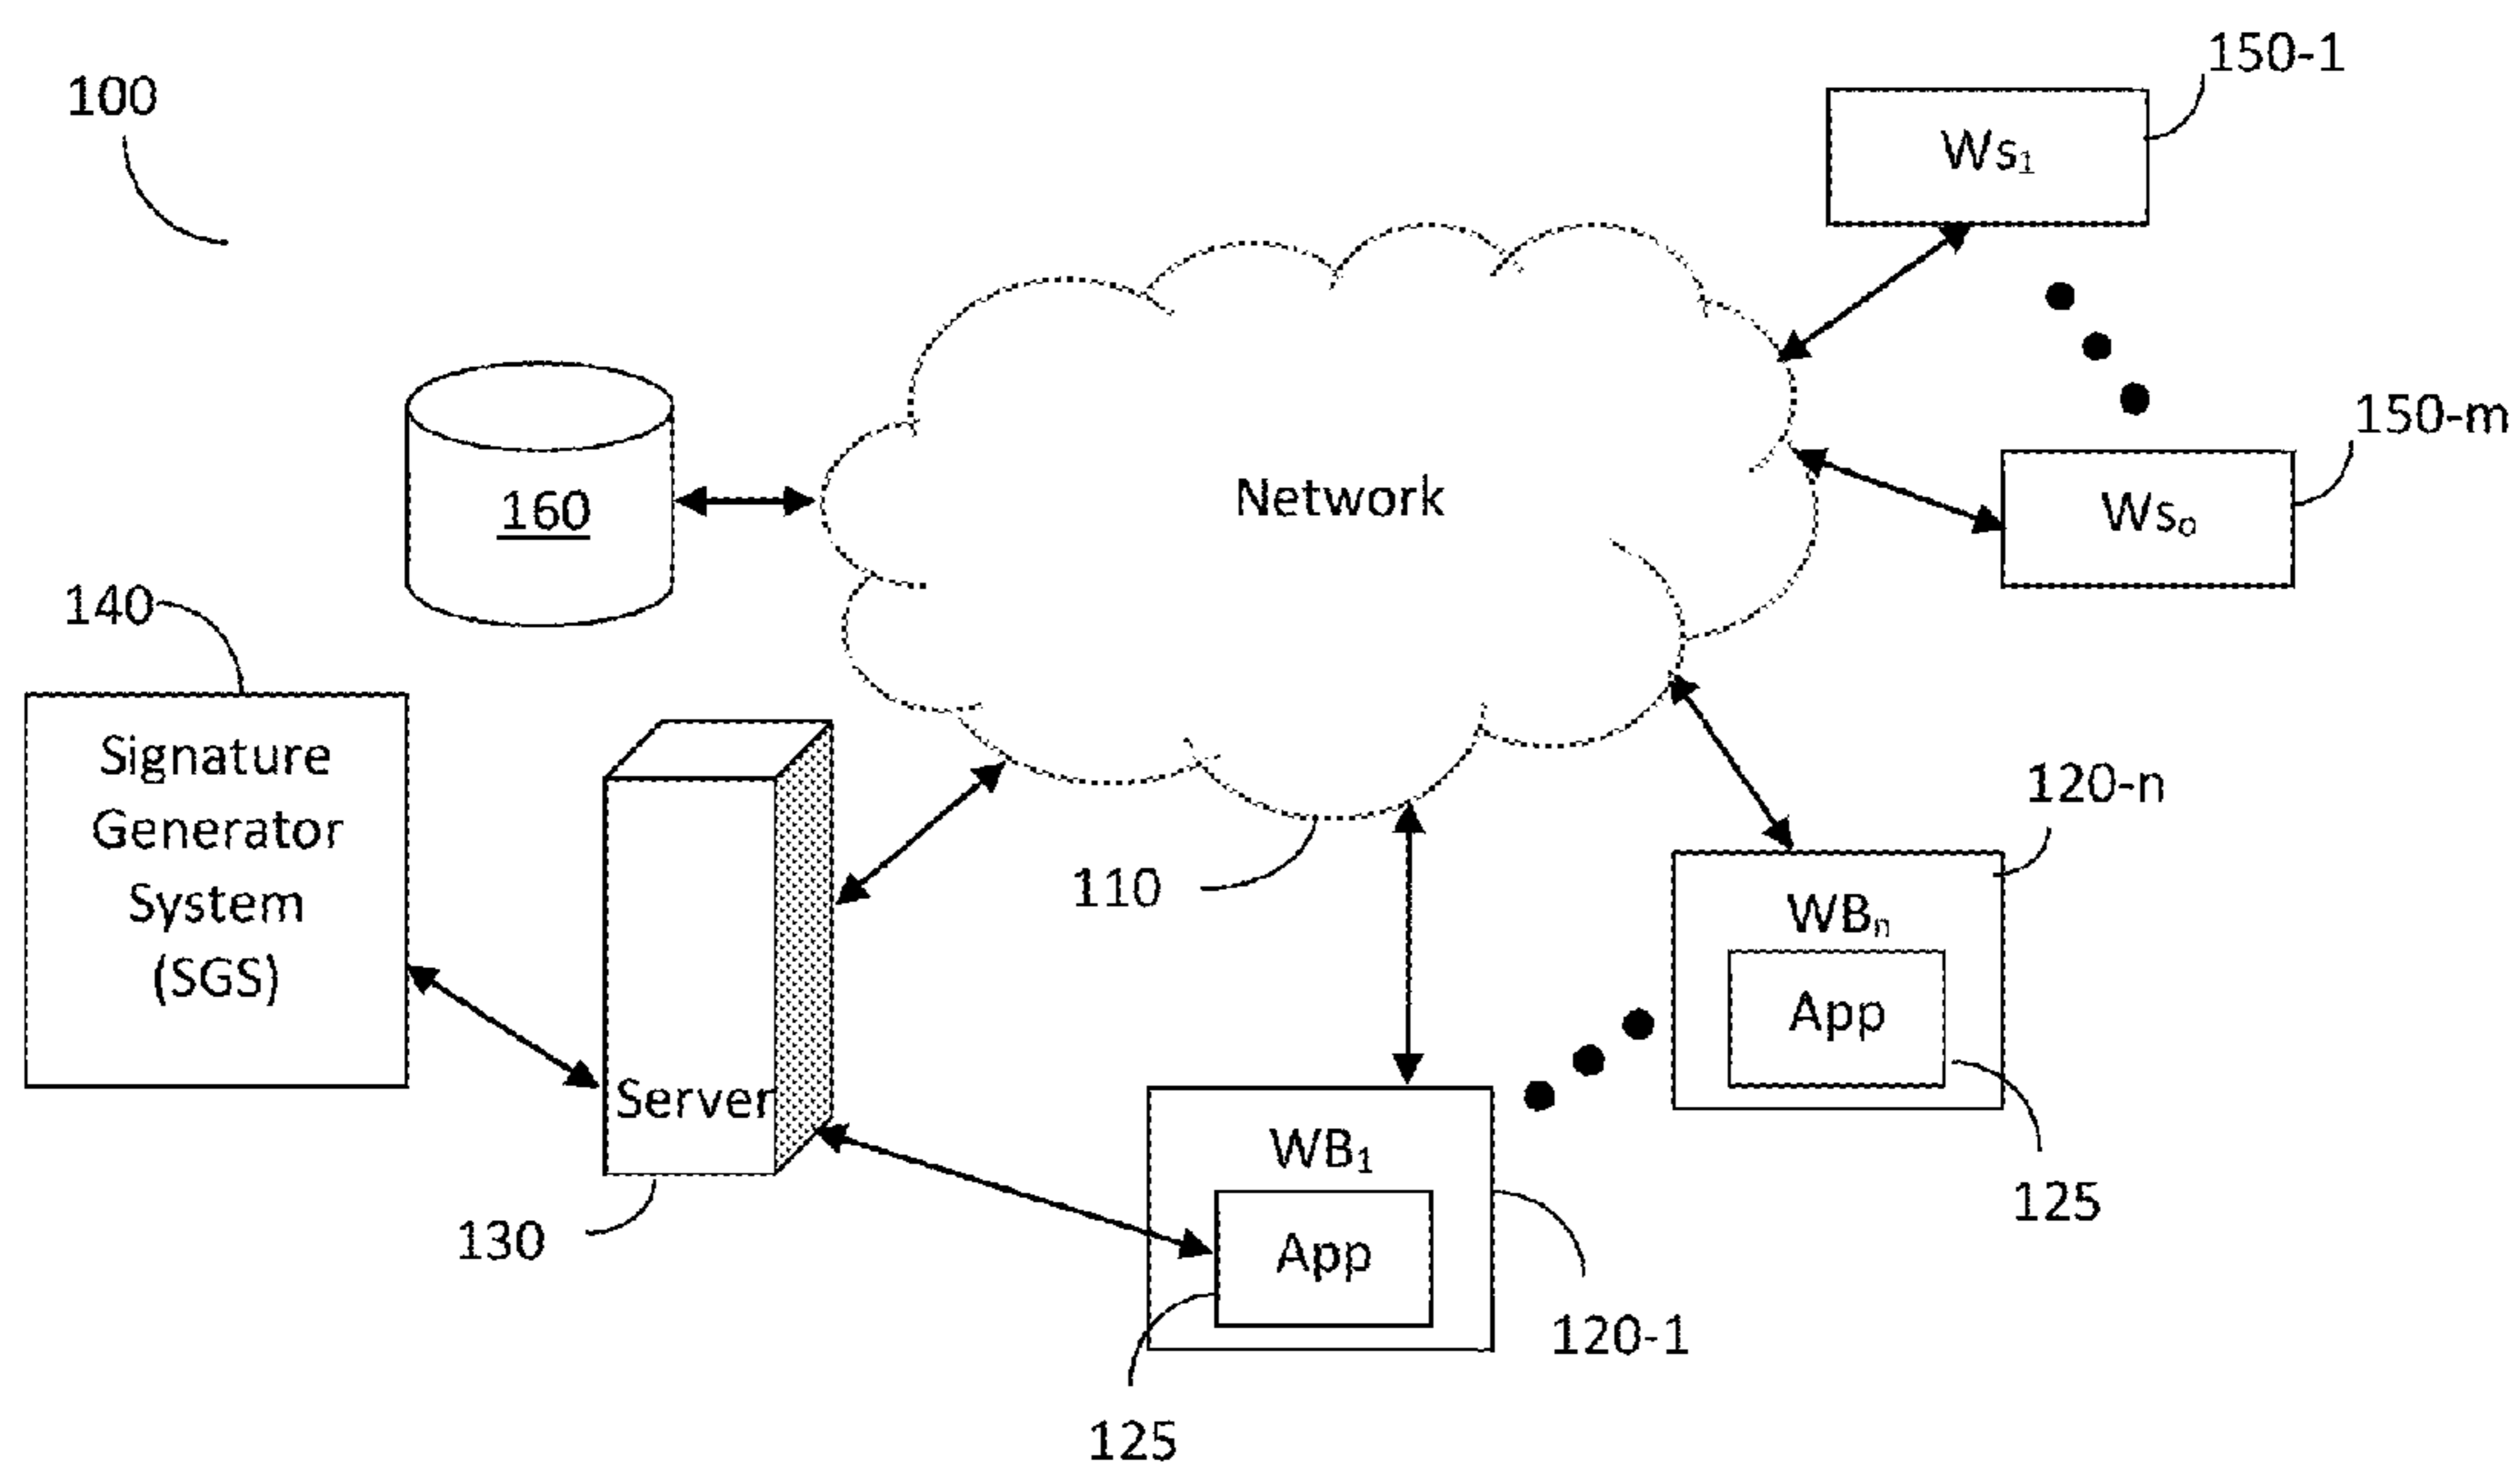 150-1
100
Ws1
150-m
160
Network
Wso
140
Signature
Generator
System
(SGS)
120-n
110
WBn
App
Server
WB1
125
130
App
120-1
125